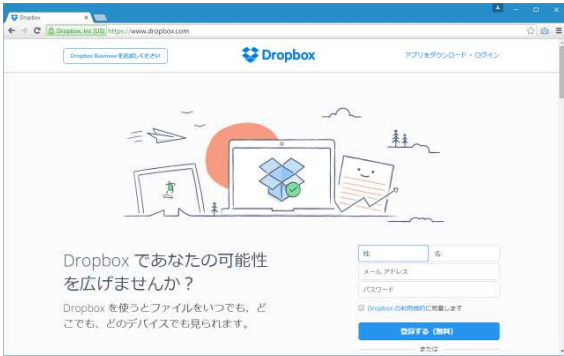 Dropbox
Dropbox, Inc [US] https://www.dropbox.com
Dropbox Business をお試しください
Dropbox
アプリをダウンロード
ログイン
Dropbox であなたの可能性
を広げませんか？
Dropbox を使うとファイルをいつでも、ど
こでも、どのデバイスでも見られます。
姓:
名:
メール アドレス
パスワード
Dropbox の利用規約に同意します
登録する（無料）
または